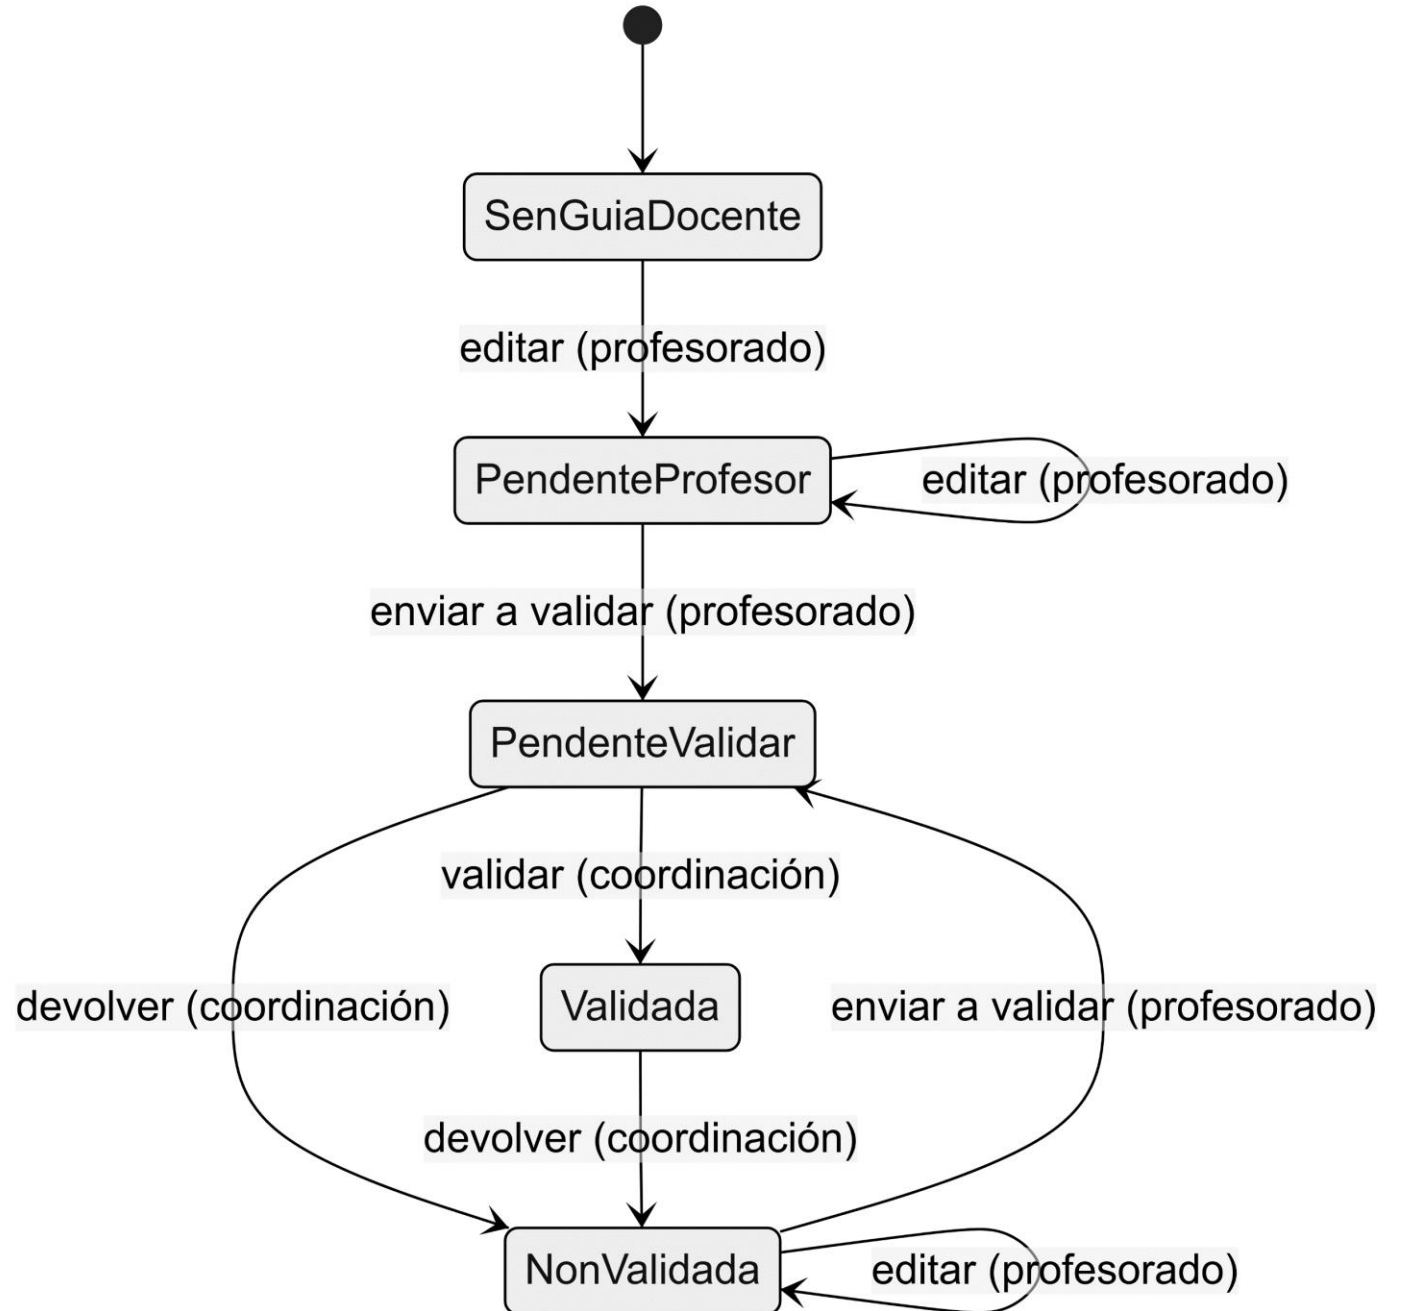 SenGuiaDocente
editar (profesorado)
PendenteProfesor
editar (profesorado)
enviar a validar (profesorado)
PendenteValidar
validar (coordinación)
devolver (coordinación)
Validada
enviar a validar (profesorado)
devolver (coordinación)
NonValidada
editar (profesorado)